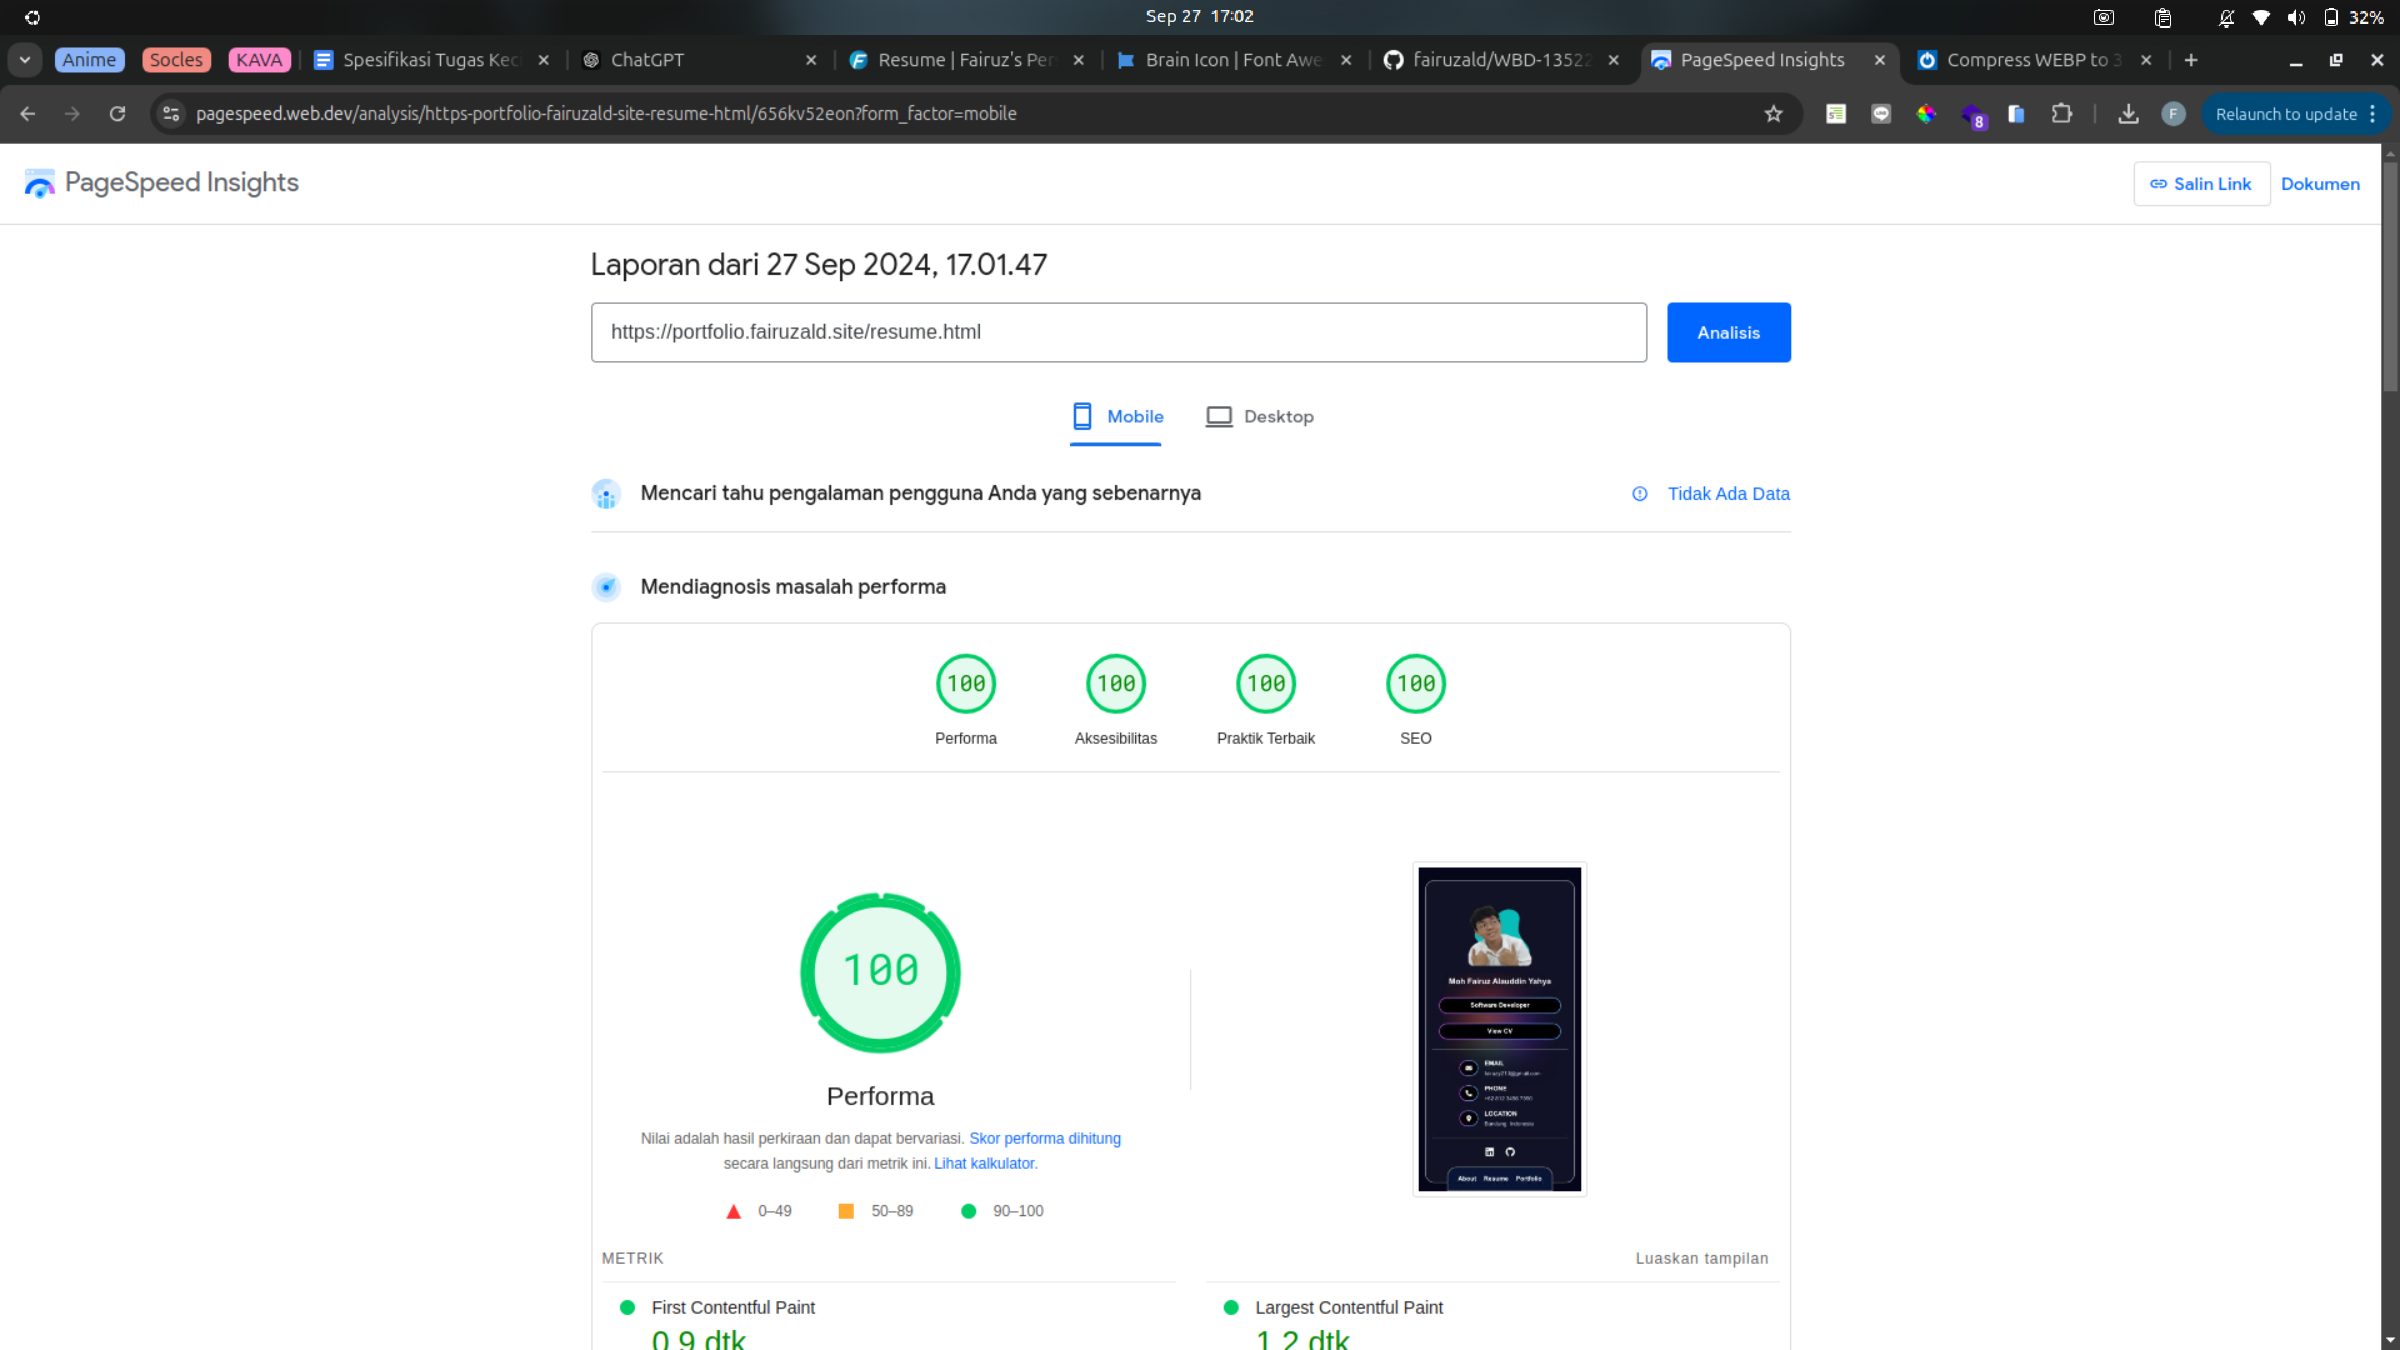 Sep 27 17:02
32%
Anime
Socles
KAVA
Spesifikasi Tugas Keci
ChatGPT
Resume | Fairuz's Per
Brain Icon | Font Awe
fairuzald/WBD-13522
PageSpeed Insights
Compress WEBP to 3
pagespeed.web.dev/analysis/https-portfolio-fairuzald-site-resume-html/656kv52eon?form_factor=mobile
8
F
Relaunch to update
PageSpeed Insights
Salin Link
Dokumen
Laporan dari 27 Sep 2024, 17.01.47
https://portfolio.fairuzald.site/resume.html
Analisis
Mobile
Desktop
Mencari tahu pengalaman pengguna Anda yang sebenarnya
Tidak Ada Data
Mendiagnosis masalah performa
100
100
100
100
Performa
Aksesibilitas
Praktik Terbaik
SEO
100
Performa
Nilai adalah hasil perkiraan dan dapat bervariasi. Skor performa dihitung
secara langsung dari metrik ini. Lihat kalkulator.
0–49
50–89
90–100
Moh Fairuz Alauddin Yahya
Software Developer
View CV
EMAIL
PHONE
LOCATION
Bandung, Indonesia
About Resume Portfolio
METRIK
Luaskan tampilan
First Contentful Paint
0,9 dtk
Largest Contentful Paint
1,2 dtk